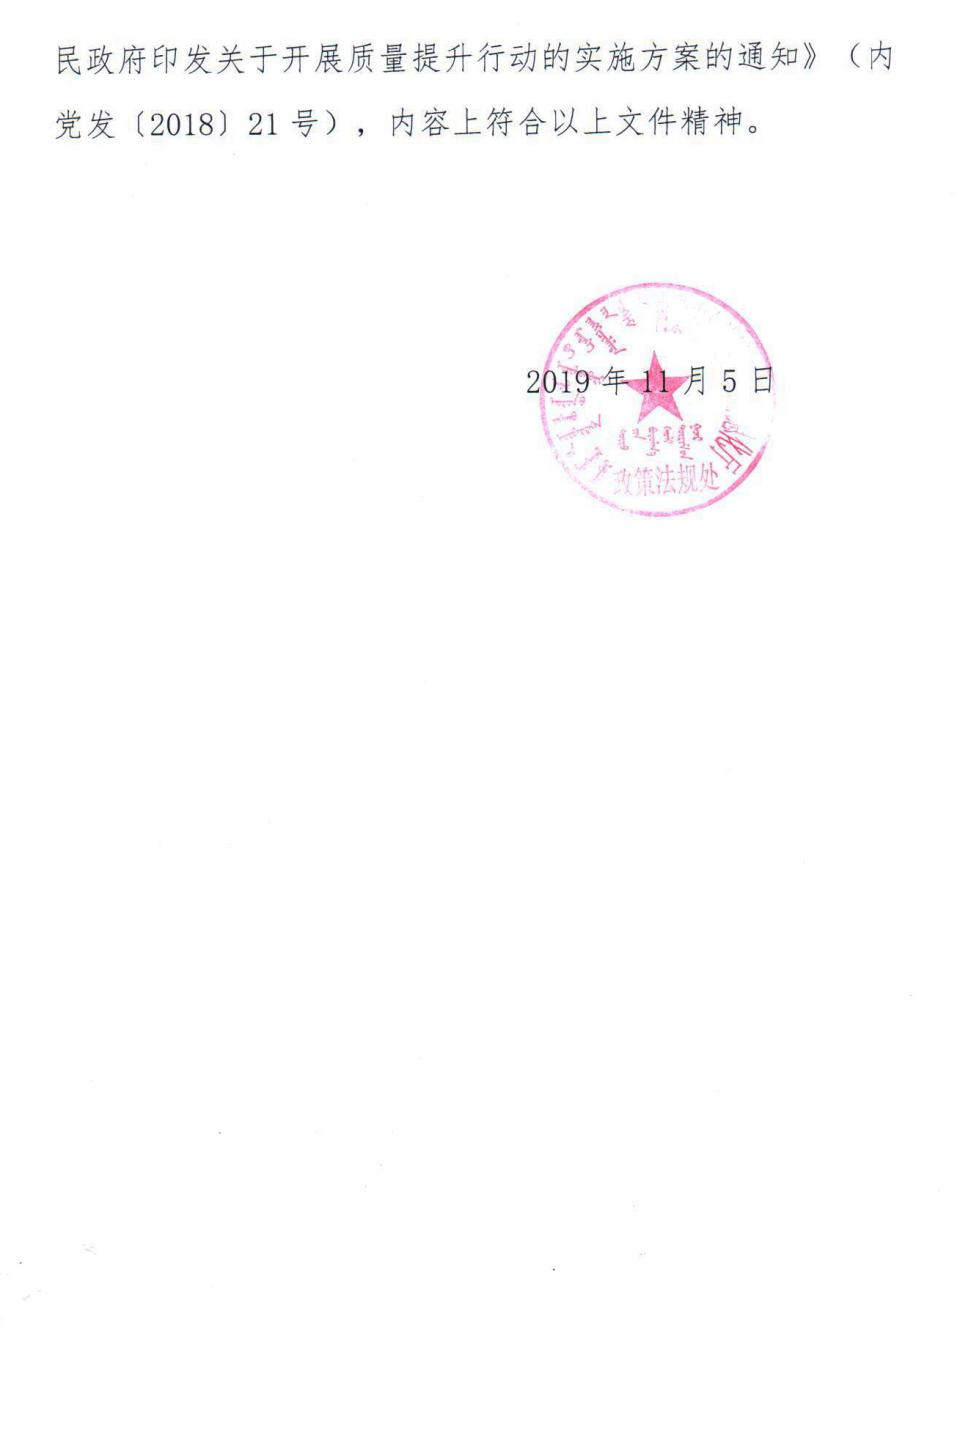 民政府印发关于开展质量提升行动的实施方案的通知》（内
党发〔2018〕21号），内容上符合以上文件精神。
2019年11月5日
政策法规处